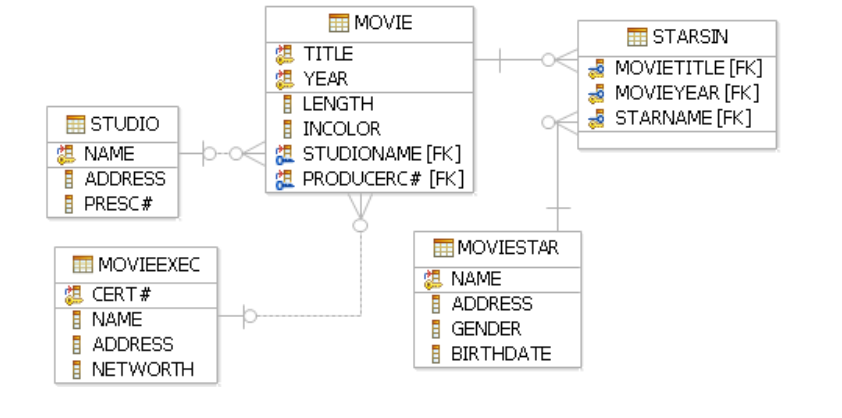 MOVIE
TITLE
YEAR
LENGTH
INCOLOR
STUDIONAME [FK]
PRODUCERC# [FK]
STARSIN
MOVIETITLE [FK]
MOVIEYEAR [FK]
STARNAME [FK]
STUDIO
NAME
ADDRESS
PRESC#
MOVIEEXEC
CERT#
NAME
ADDRESS
NETWORTH
MOVIESTAR
NAME
ADDRESS
GENDER
BIRTHDATE